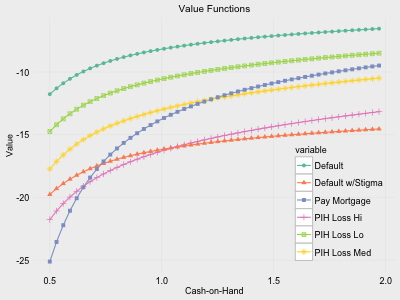 Value Functions
-10
-15
-20
-25
Value
0.5
1.0
1.5
2.0
Cash-on-Hand
variable
Default
Default w/Stigma
Pay Mortgage
PIH Loss Hi
PIH Loss Lo
PIH Loss Med